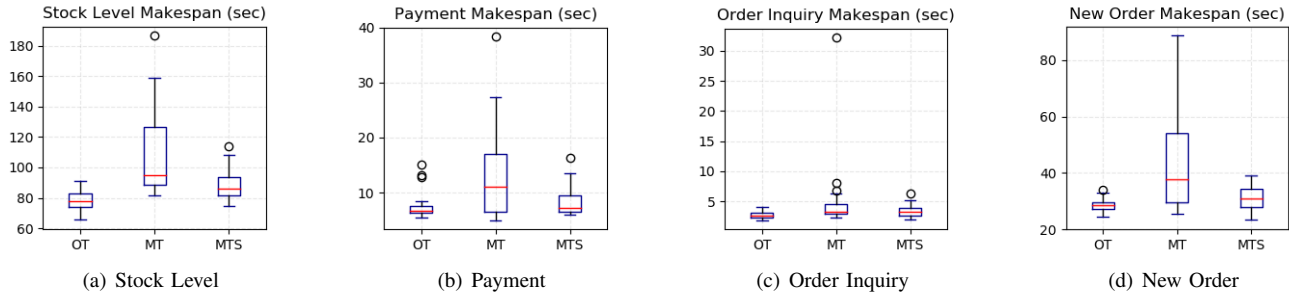 Stock Level Makespan (sec)
180
160
140
120
100
80
60
OT MT MTS
(a) Stock Level
Payment Makespan (sec)
40
30
20
10
OT MT MTS
(b) Payment
Order Inquiry Makespan (sec)
30
25
20
15
10
5
OT MT MTS
(c) Order Inquiry
New Order Makespan (sec)
80
60
40
20
OT MT MTS
(d) New Order